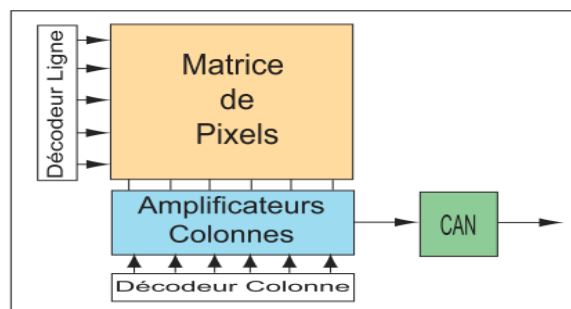 Décodeur Ligne
Matrice
de
Pixels
Amplificateurs
Colonnes
CAN
Décodeur Colonne